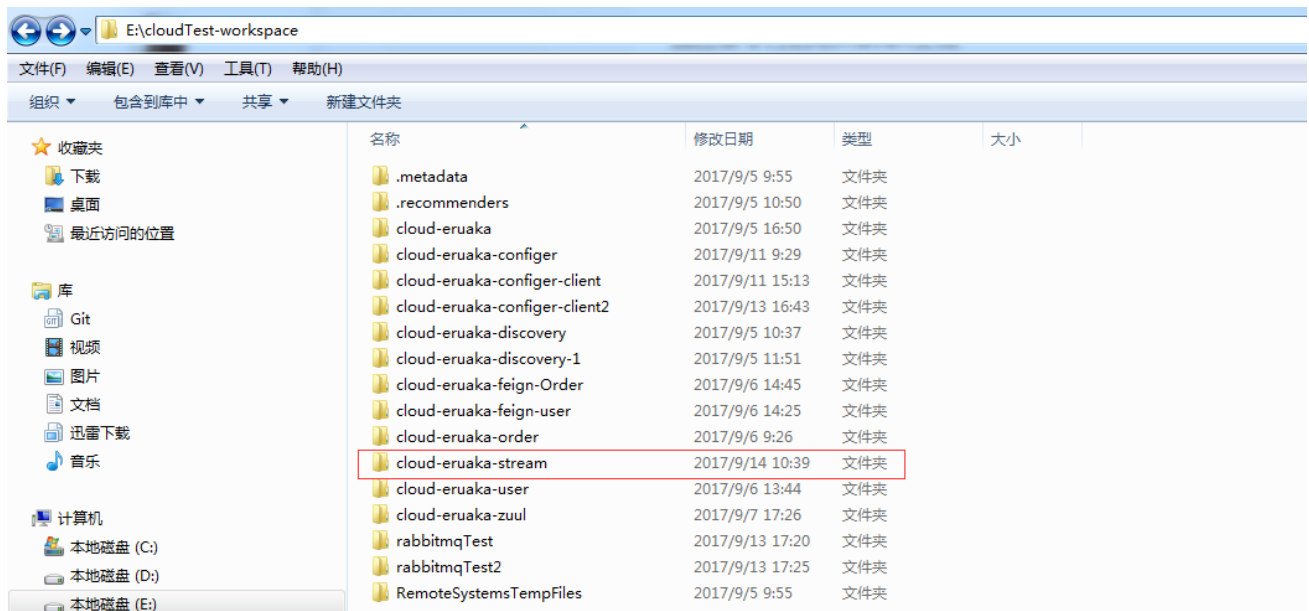 E:\cloudTest-workspace
文件(F) 编辑(E) 查看(V) 工具(T) 帮助(H)
组织 包含到库中 共享 新建文件夹
收藏夹
下载
桌面
最近访问的位置
库
Git
视频
图片
文档
迅雷下载
音乐
计算机
本地磁盘 (C:)
本地磁盘 (D:)
本地磁盘 (E:)
名称 修改日期 类型 大小
.metadata 2017/9/5 9:55 文件夹
.recommenders 2017/9/5 10:50 文件夹
cloud-eruaka 2017/9/5 16:50 文件夹
cloud-eruaka-configer 2017/9/11 9:29 文件夹
cloud-eruaka-configer-client 2017/9/11 15:13 文件夹
cloud-eruaka-configer-client2 2017/9/13 16:43 文件夹
cloud-eruaka-discovery 2017/9/5 10:37 文件夹
cloud-eruaka-discovery-1 2017/9/5 11:51 文件夹
cloud-eruaka-feign-Order 2017/9/6 14:45 文件夹
cloud-eruaka-feign-user 2017/9/6 14:25 文件夹
cloud-eruaka-order 2017/9/6 9:26 文件夹
cloud-eruaka-stream 2017/9/14 10:39 文件夹
cloud-eruaka-user 2017/9/6 13:44 文件夹
cloud-eruaka-zuul 2017/9/7 17:26 文件夹
rabbitmqTest 2017/9/13 17:20 文件夹
rabbitmqTest2 2017/9/13 17:25 文件夹
RemoteSystemsTempFiles 2017/9/5 9:55 文件夹